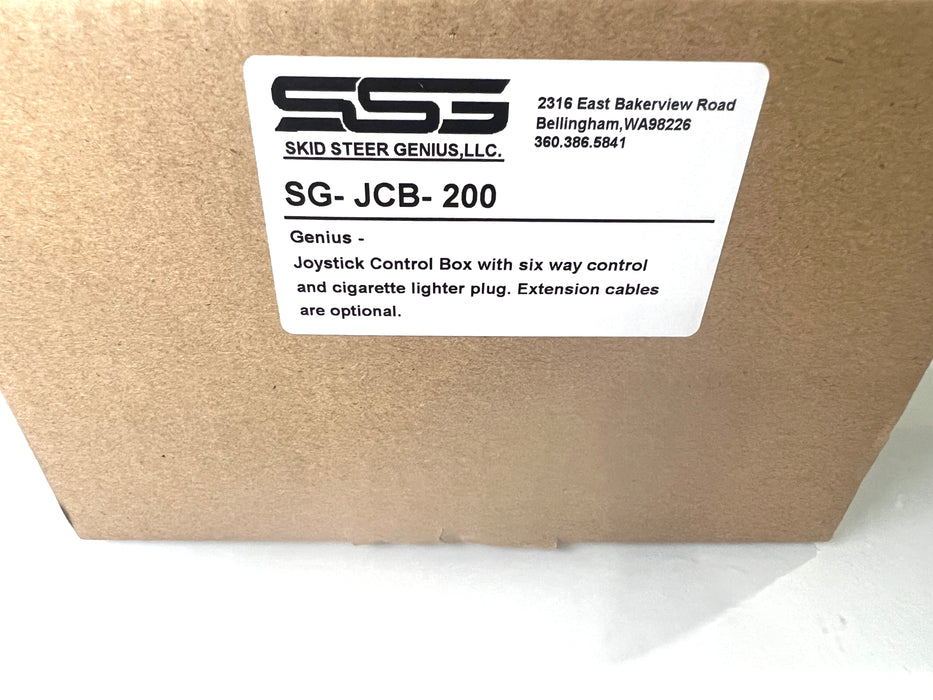 SSG
SKID STEER GENIUS,LLC.
2316 East Bakerview Road
Bellingham,WA98226
360.386.5841
SG- JCB- 200
Genius -
Joystick Control Box with six way control
and cigarette lighter plug. Extension cables
are optional.